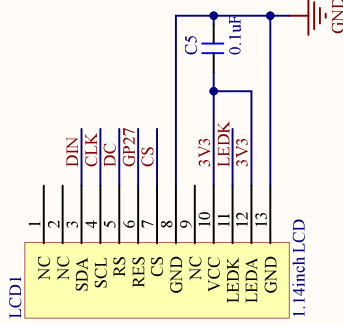 GND
C5
0.1uF
DIN
CLK
DC
GP27
CS
3V3
LEDK
3V3
1
2
3
4
5
6
7
8
9
10
11
12
13
NC
NC
SDA
SCL
RS
RES
CS
GND
NC
VCC
LEDK
LEDA
GND
LCD1
1.14inch LCD